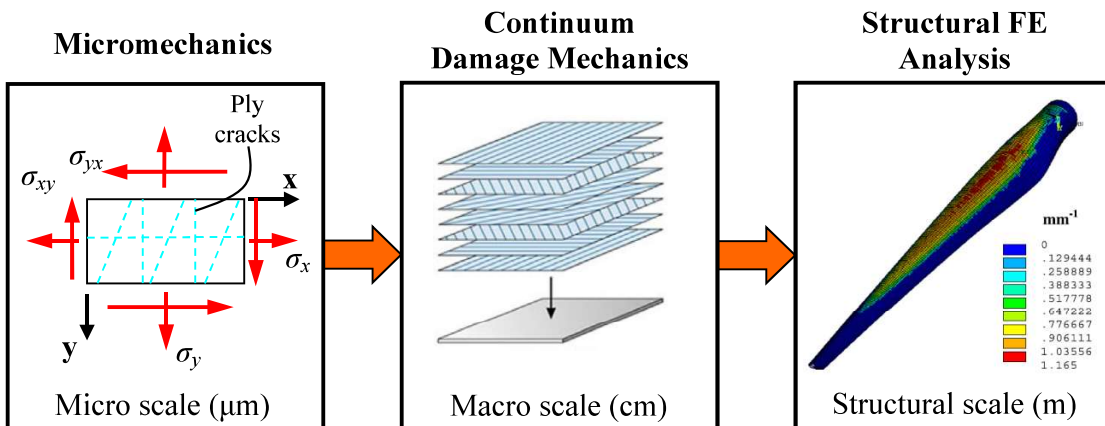 Micromechanics
Ply
cracks
σyx
σxy
x
σx
y
σy
Micro scale (μm)
Continuum
Damage Mechanics
Macro scale (cm)
Structural FE
Analysis
mm-1
0
.129444
.258889
.388333
.517778
.647222
.776667
.906111
1.03556
1.165
Structural scale (m)